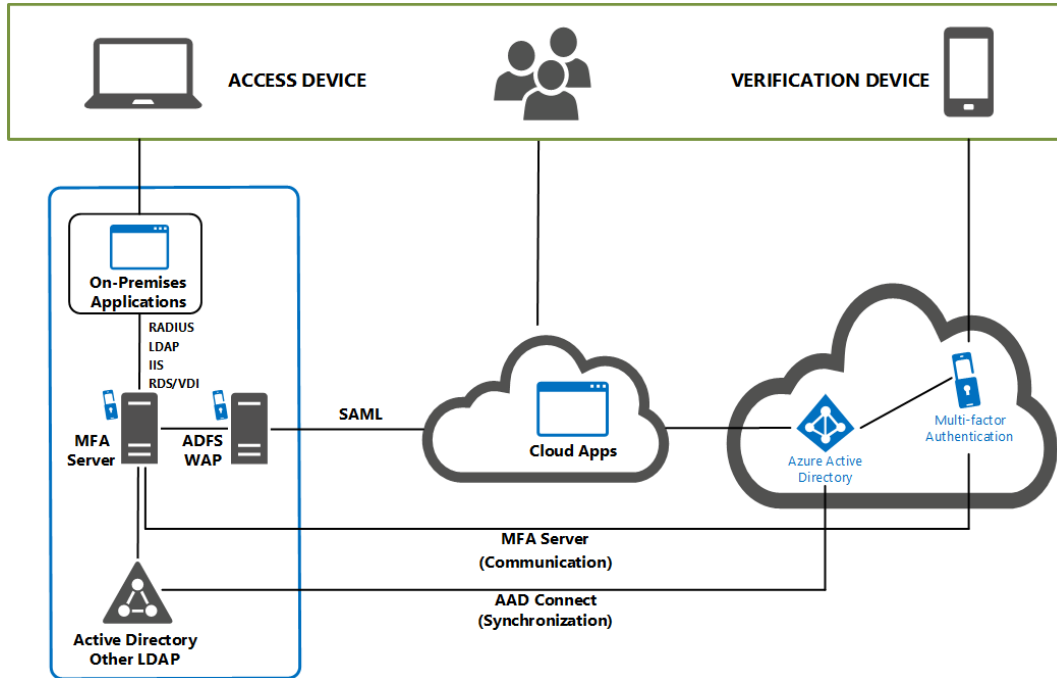 ACCESS DEVICE
VERIFICATION DEVICE
On-Premises
Applications
RADIUS
LDAP
IIS
RDS/VDI
MFA
Server
ADFS
WAP
SAML
Cloud Apps
Azure Active
Directory
Multi-factor
Authentication
MFA Server
(Communication)
AAD Connect
(Synchronization)
Active Directory
Other LDAP